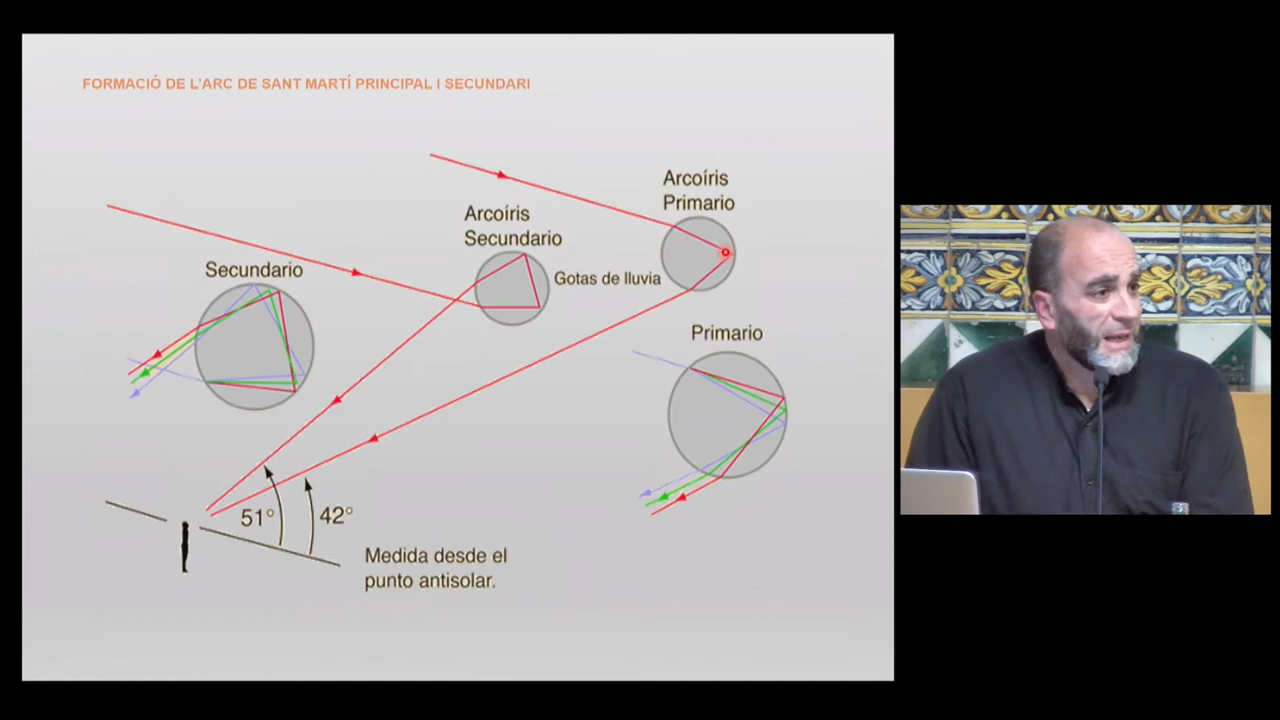 FORMACIÓ DE L'ARC DE SANT MARTÍ PRINCIPAL I SECUNDARI
Arcoíris
Primario
Arcoíris
Secundario
Secundario
Gotas de lluvia
Primario
51°
42°
Medida desde el
punto antisolar.